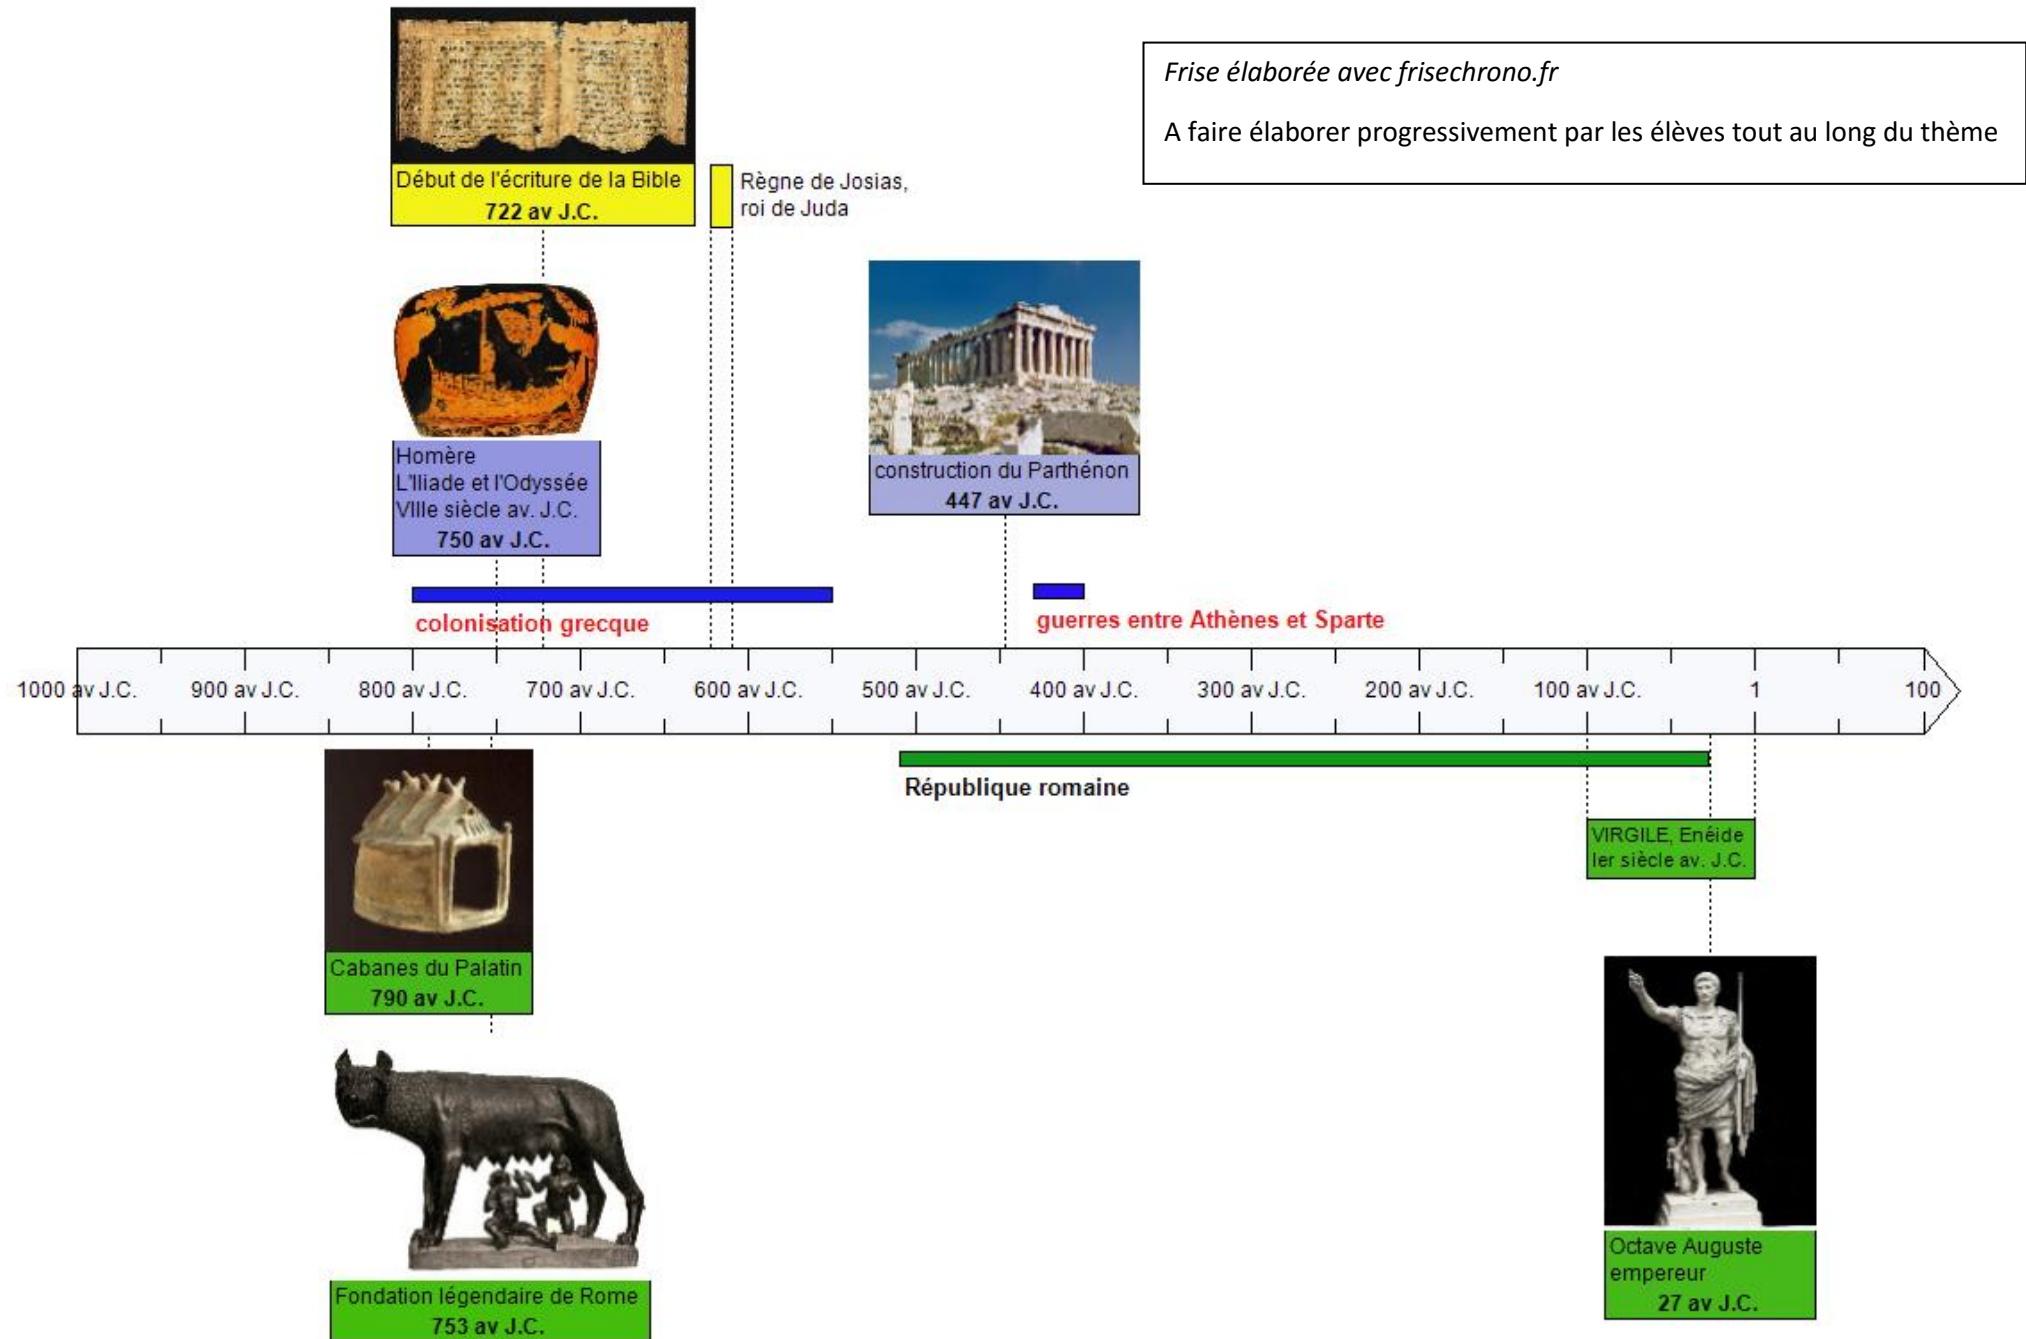 Frise élaborée avec frisechrono.fr
A faire élaborer progressivement par les élèves tout au long du thème
Début de l'écriture de la Bible
722 av J.C.
Règne de Josias,
roi de Juda
Homère
L'Iliade et l'Odyssée
VIIIe siècle av. J.C.
750 av J.C.
construction du Parthénon
447 av J.C.
colonisation grecque
guerres entre Athènes et Sparte
1000 av J.C.
900 av J.C.
800 av J.C.
700 av J.C.
600 av J.C.
500 av J.C.
400 av J.C.
300 av J.C.
200 av J.C.
100 av J.C.
1
100
République romaine
VIRGILE, Enéide
Ier siècle av. J.C.
Cabanes du Palatin
790 av J.C.
Octave Auguste
empereur
27 av J.C.
Fondation légendaire de Rome
753 av J.C.